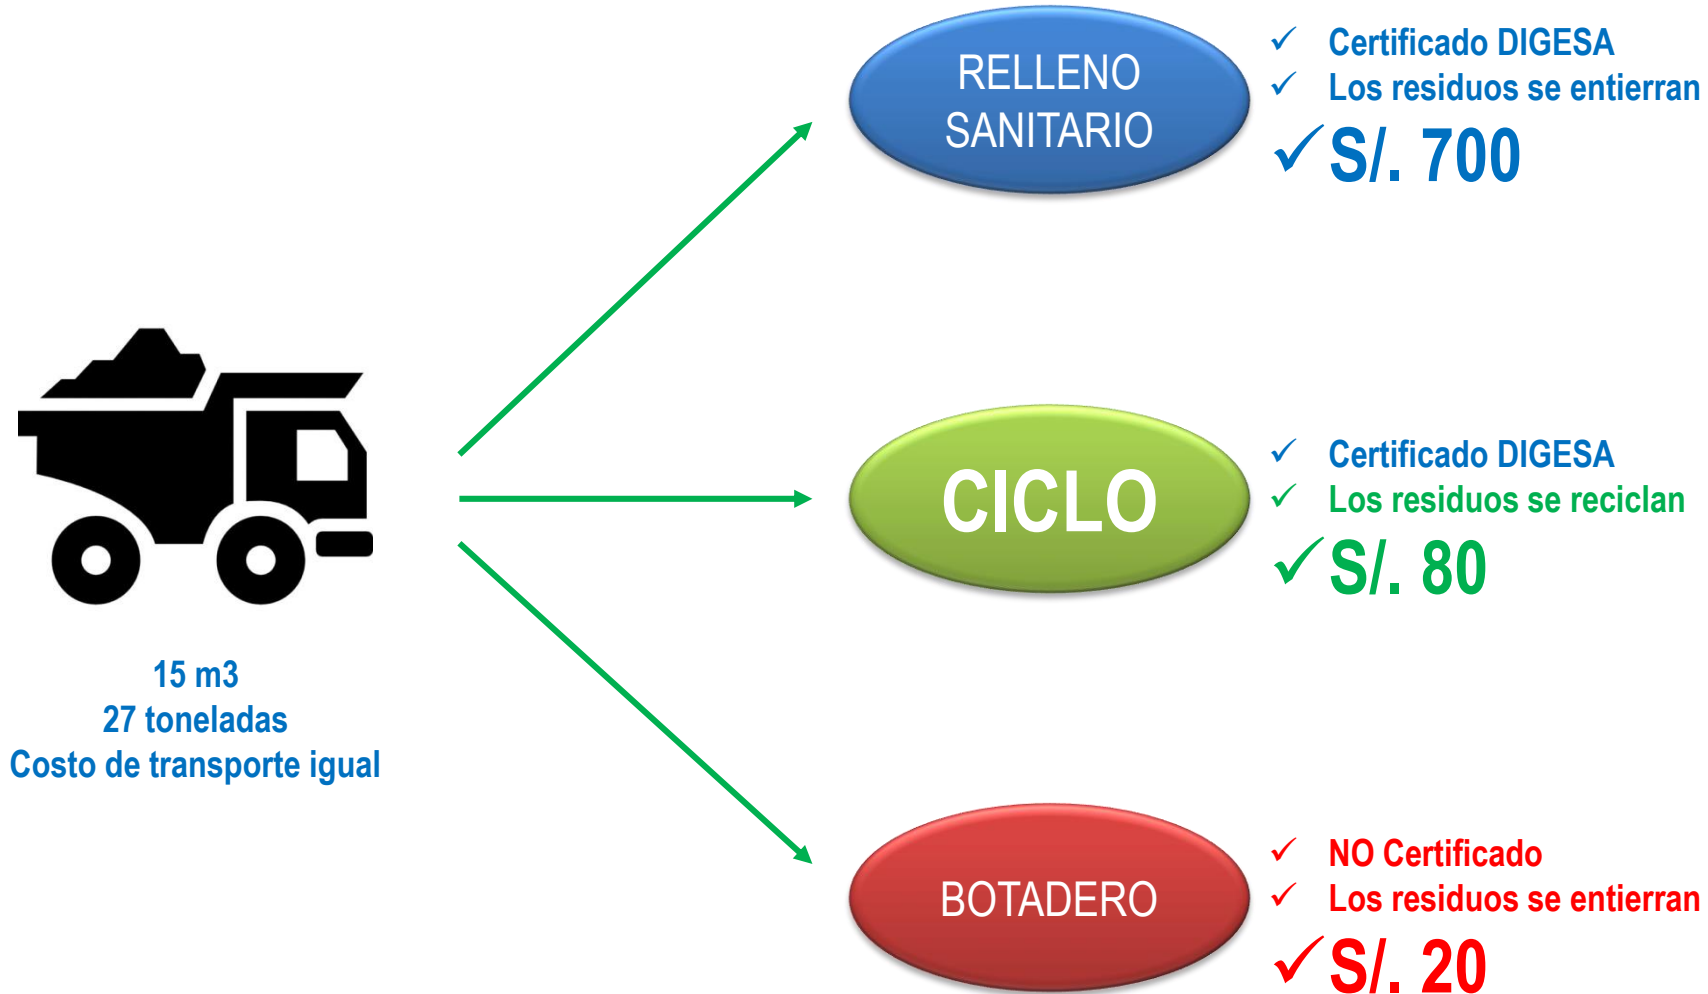 RELLENO
SANITARIO
✓ Certificado DIGESA
✓ Los residuos se entierran
✓ S/. 700
15 m3
27 toneladas
Costo de transporte igual
CICLO
✓ Certificado DIGESA
✓ Los residuos se reciclan
✓ S/. 80
BOTADERO
✓ NO Certificado
✓ Los residuos se entierran
✓ S/. 20